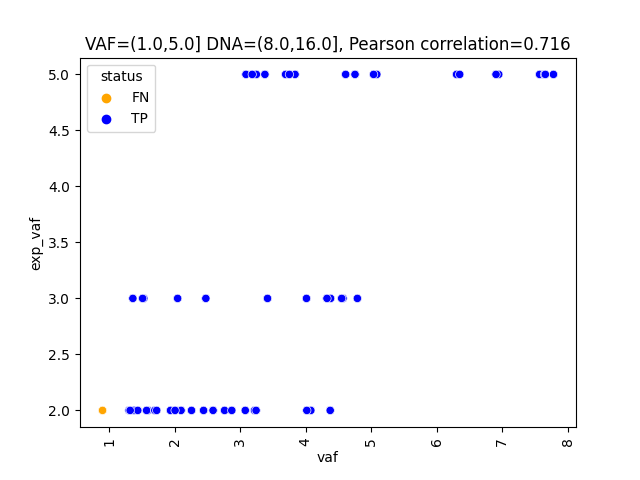 VAF=(1.0,5.0] DNA=(8.0,16.0], Pearson correlation=0.716
status
FN
TP
5.0
4.5
4.0
3.5
3.0
2.5
2.0
exp_vaf
1
2
3
4
5
6
7
8
vaf